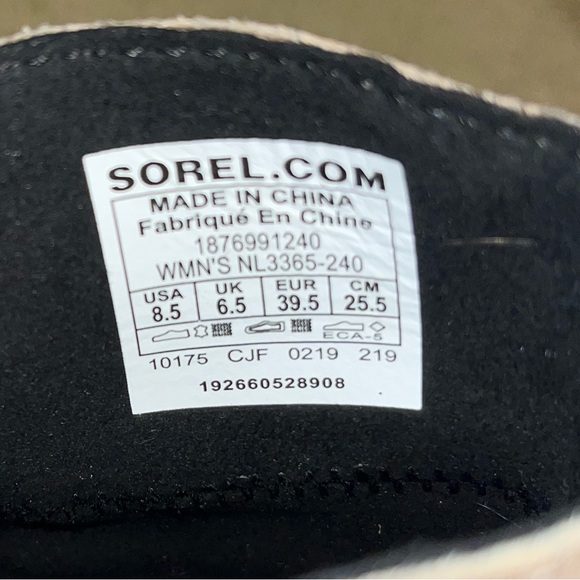 SOREL.COM
MADE IN CHINA
Fabriqué En Chine
1876991240
WMN'S NL3365-240
USA UK EUR CM
8.5 6.5 39.5 25.5
ECA-5
10175 CJF 0219 219
192660528908